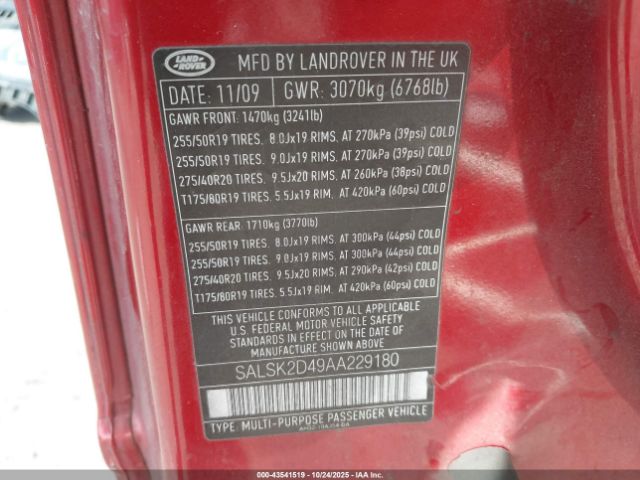 LAND
ROVER
MFD BY LANDROVER IN THE UK
DATE: 11/09 GWR: 3070kg (6768lb)
GAWR FRONT: 1470kg (3241lb)
255/50R19 TIRES. 8.0Jx19 RIMS. AT 270kPa (39psi) COLD
255/50R19 TIRES. 9.0Jx19 RIMS. AT 270kPa (39psi) COLD
275/40R20 TIRES. 9.5Jx20 RIMS. AT 260kPa (38psi) COLD
T175/80R19 TIRES. 5.5Jx19 RIM. AT 420kPa (60psi) COLD
GAWR REAR: 1710kg (3770lb)
255/50R19 TIRES. 8.0Jx19 RIMS. AT 300kPa (44psi) COLD
255/50R19 TIRES. 9.0Jx19 RIMS. AT 300kPa (44psi) COLD
275/40R20 TIRES. 9.5Jx20 RIMS. AT 290kPa (42psi) COLD
T175/80R19 TIRES. 5.5Jx19 RIM. AT 420kPa (60psi) COLD
THIS VEHICLE CONFORMS TO ALL APPLICABLE
U.S. FEDERAL MOTOR VEHICLE SAFETY
STANDARDS IN EFFECT ON THE DATE OF
MANUFACTURE SHOWN ABOVE
SALSK2D49AA229180
TYPE: MULTI-PURPOSE PASSENGER VEHICLE
000-43541519 - 10/24/2025 - COPYRIGHT IAA, LLC.